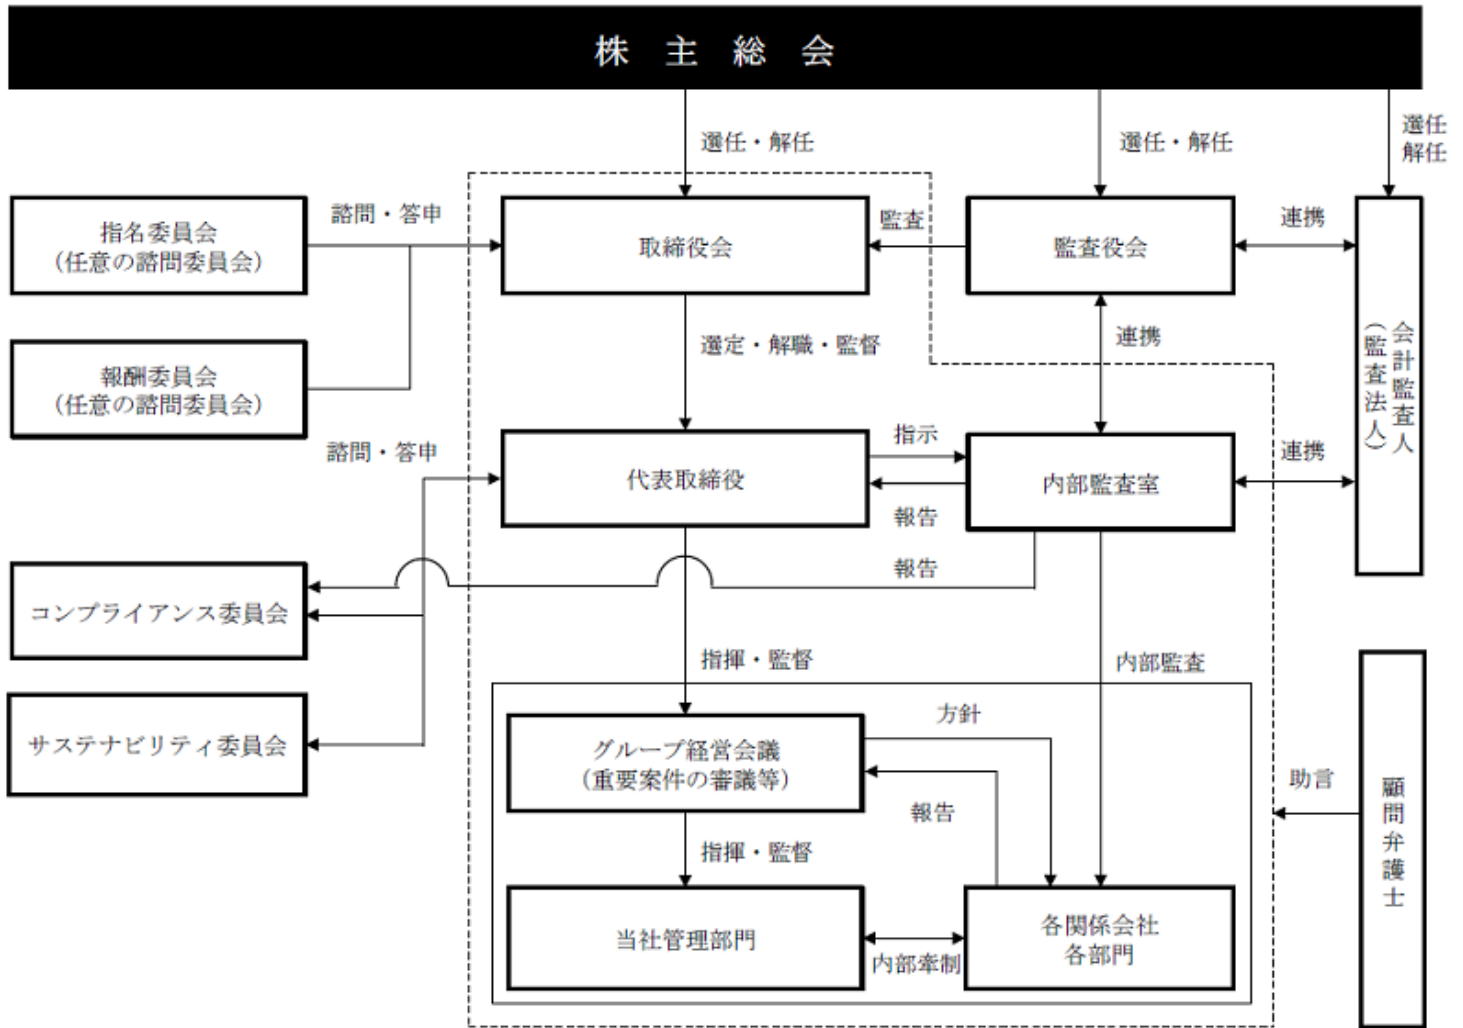 株主総会
選任・解任
選任・解任
選任
解任
指名委員会
(任意の諮問委員会)
諮問・答申
取締役会
監査
監査役会
連携
会計監査人
(監査法人)
報酬委員会
(任意の諮問委員会)
選定・解職・監督
連携
諮問・答申
代表取締役
指示
報告
内部監査室
連携
報告
コンプライアンス委員会
サステナビリティ委員会
指揮・監督
内部監査
グループ経営会議
(重要案件の審議等)
方針
報告
助言
顧問弁護士
指揮・監督
当社管理部門
内部牽制
各関係会社
各部門